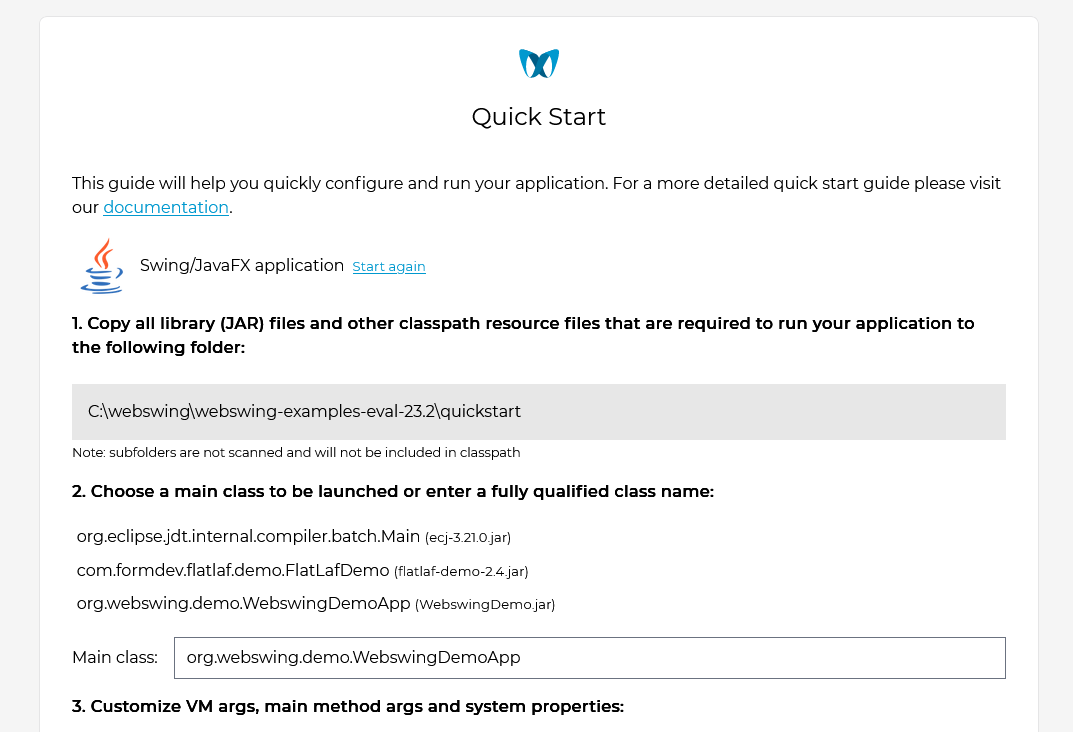 Quick Start
This guide will help you quickly configure and run your application. For a more detailed quick start guide please visit
our documentation.
Swing/JavaFX application Start again
1. Copy all library (JAR) files and other classpath resource files that are required to run your application to
the following folder:
C:\webswing\webswing-examples-eval-23.2\quickstart
Note: subfolders are not scanned and will not be included in classpath
2. Choose a main class to be launched or enter a fully qualified class name:
org.eclipse.jdt.internal.compiler.batch.Main (ecj-3.21.0.jar)
com.formdev.flatlaf.demo.FlatLafDemo (flatlaf-demo-2.4.jar)
org.webswing.demo.WebswingDemoApp (WebswingDemo.jar)
Main class: org.webswing.demo.WebswingDemoApp
3. Customize VM args, main method args and system properties: